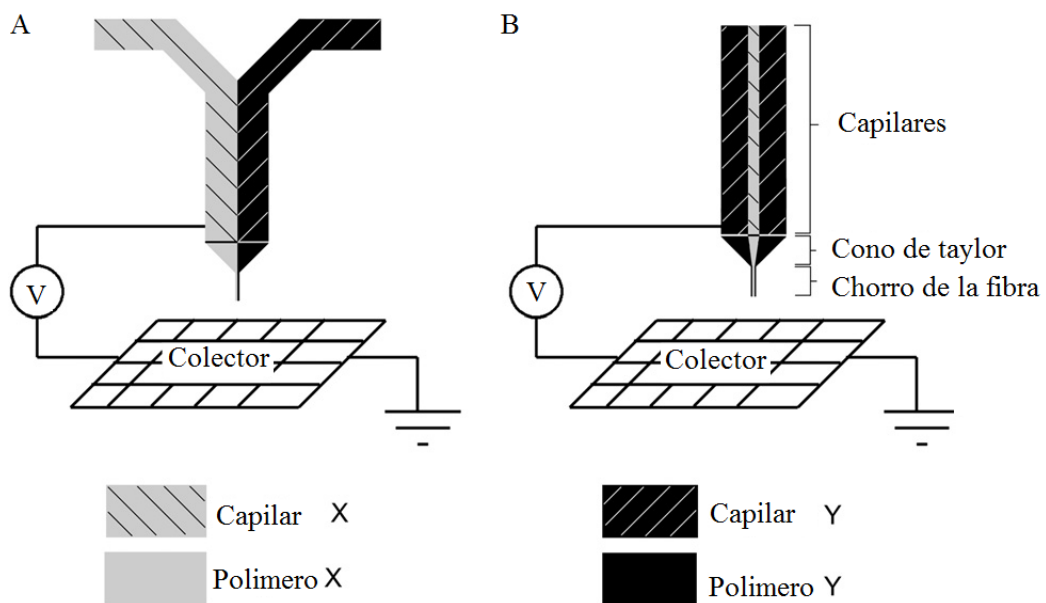 A
B
Capilares
Cono de taylor
Chorro de la fibra
V
Colector
V
Colector
Capilar X
Capilar Y
Polimero X
Polimero Y